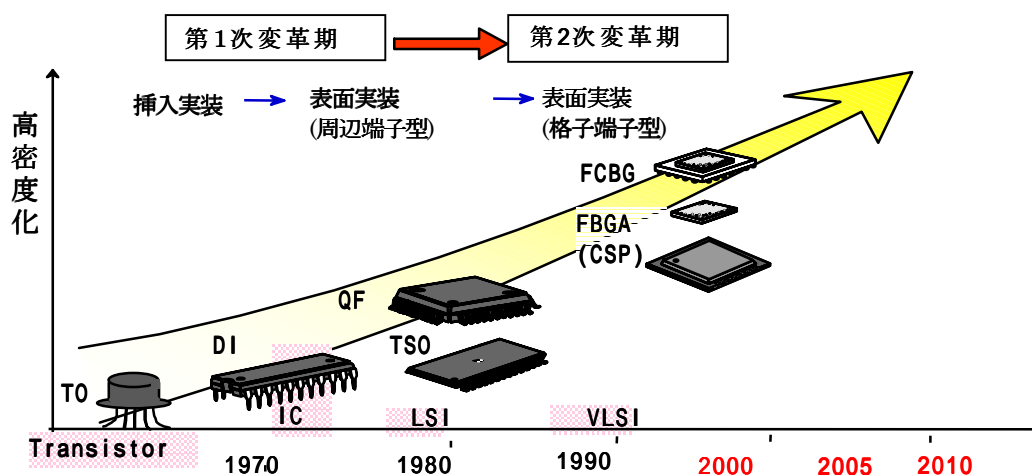 第1次変革期
第2次変革期
挿入実装
表面実装
(周辺端子型)
表面実装
(格子端子型)
高密度化
FCBG
FBGA
(CSP)
QF
DI
TSO
TO
IC
LSI
VLSI
Transistor
1970
1980
1990
2000
2005
2010